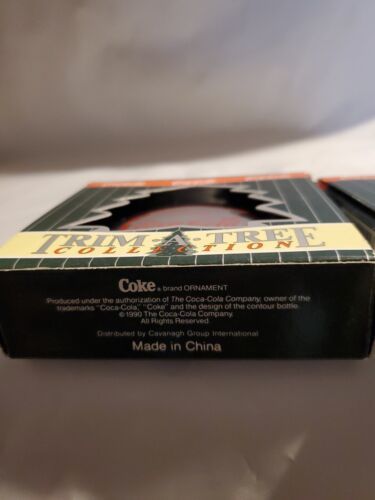 TRIM·A·TREE
COLLECTION
Coke ® brand ORNAMENT
Produced under the authorization of The Coca-Cola Company, owner of the
trademarks "Coca-Cola," "Coke" and the design of the contour bottle.
©1990 The Coca-Cola Company.
All Rights Reserved.
Distributed by Cavanagh Group International
Made in China